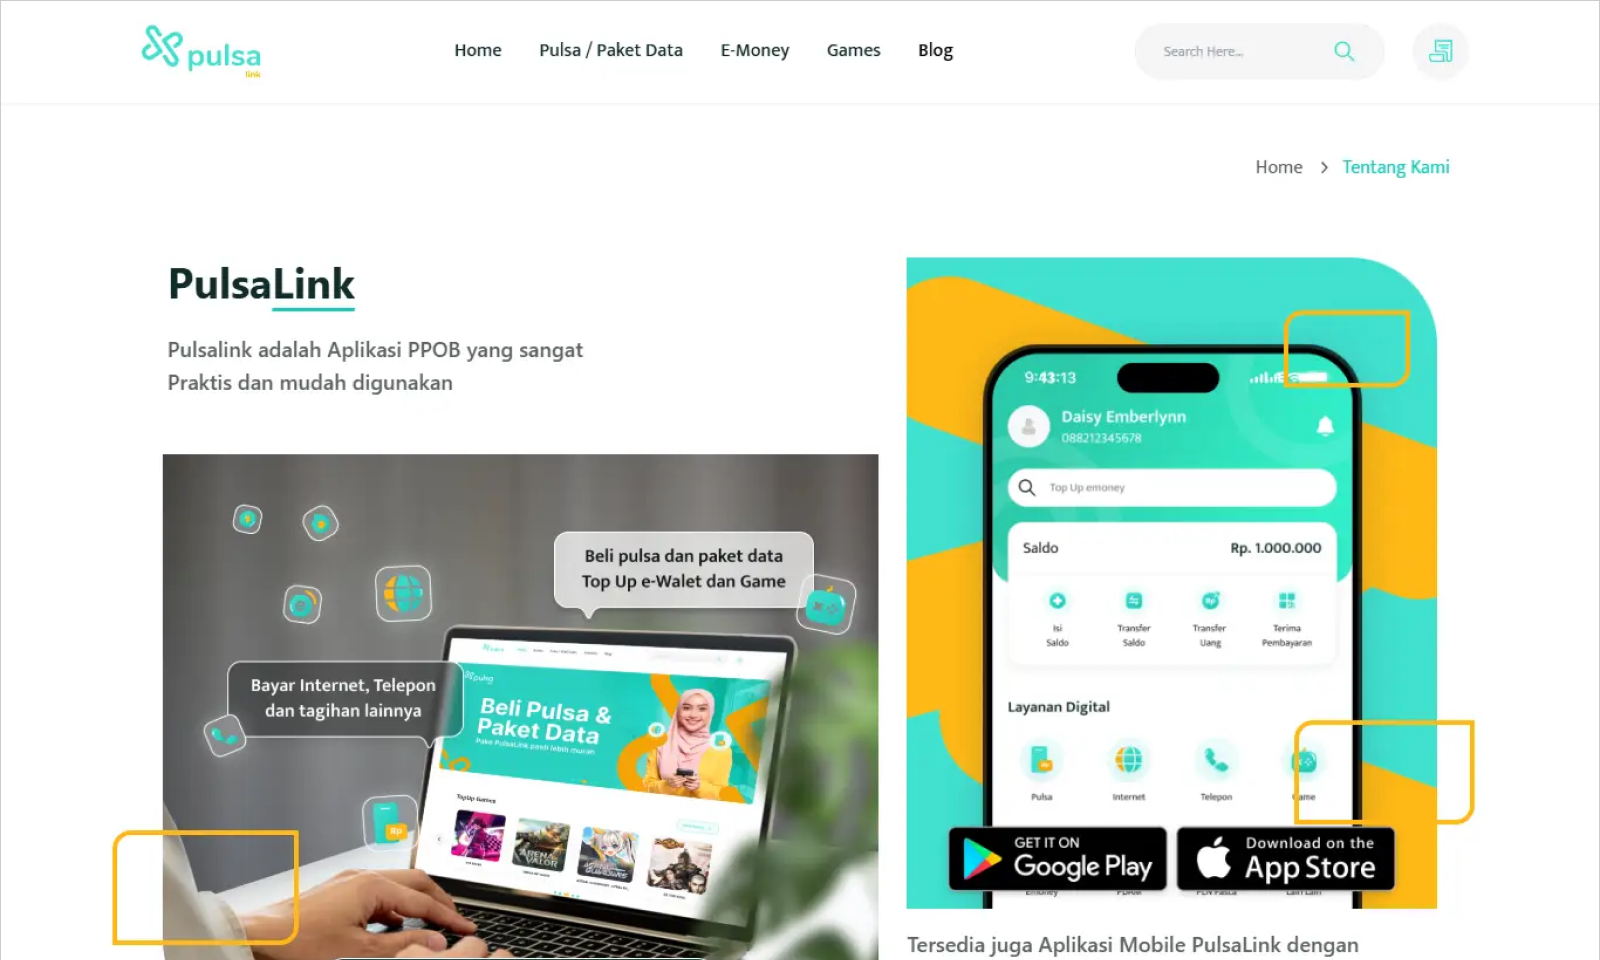 pulsa
link
Home
Pulsa / Paket Data
E-Money
Games
Blog
Search Here...
Home > Tentang Kami
PulsaLink
Pulsalink adalah Aplikasi PPOB yang sangat
Praktis dan mudah digunakan
Beli pulsa dan paket data
Top Up e-Walet dan Game
Bayar Internet, Telepon
dan tagihan lainnya
pulsa
Beli Pulsa &
Paket Data
Pake PulsaLink pasti lebih murah
TopUp Games
ARENA
VALOR
Rp
9:43:13
Daisy Emberlynn
088212345678
Top Up emoney
Saldo
Rp. 1.000.000
Isi
Saldo
Transfer
Saldo
Transfer
Uang
Terima
Pembayaran
Layanan Digital
Pulsa
Internet
Telepon
Game
GET IT ON
Google Play
Download on the
App Store
Tersedia juga Aplikasi Mobile PulsaLink dengan